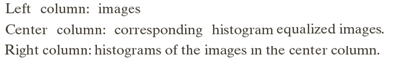 Left column: images
Center column: corresponding histogram equalized images.
Right column: histograms of the images in the center column.